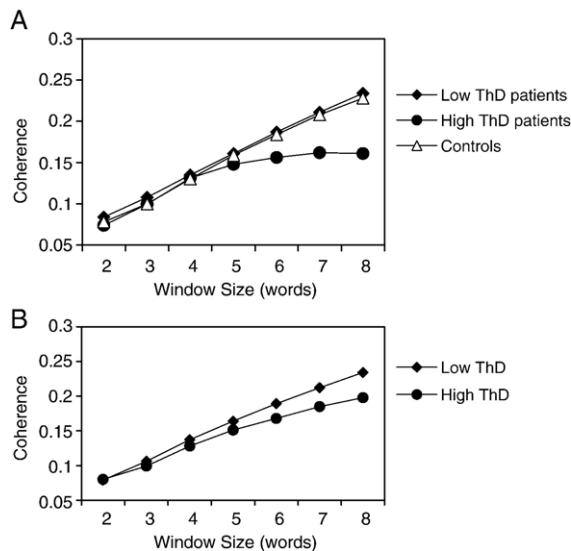 A
0.3
0.25
0.2
0.15
0.1
0.05
Coherence
2 3 4 5 6 7 8
Window Size (words)
Low ThD patients
High ThD patients
Controls
B
0.3
0.25
0.2
0.15
0.1
0.05
Coherence
2 3 4 5 6 7 8
Window Size (words)
Low ThD
High ThD